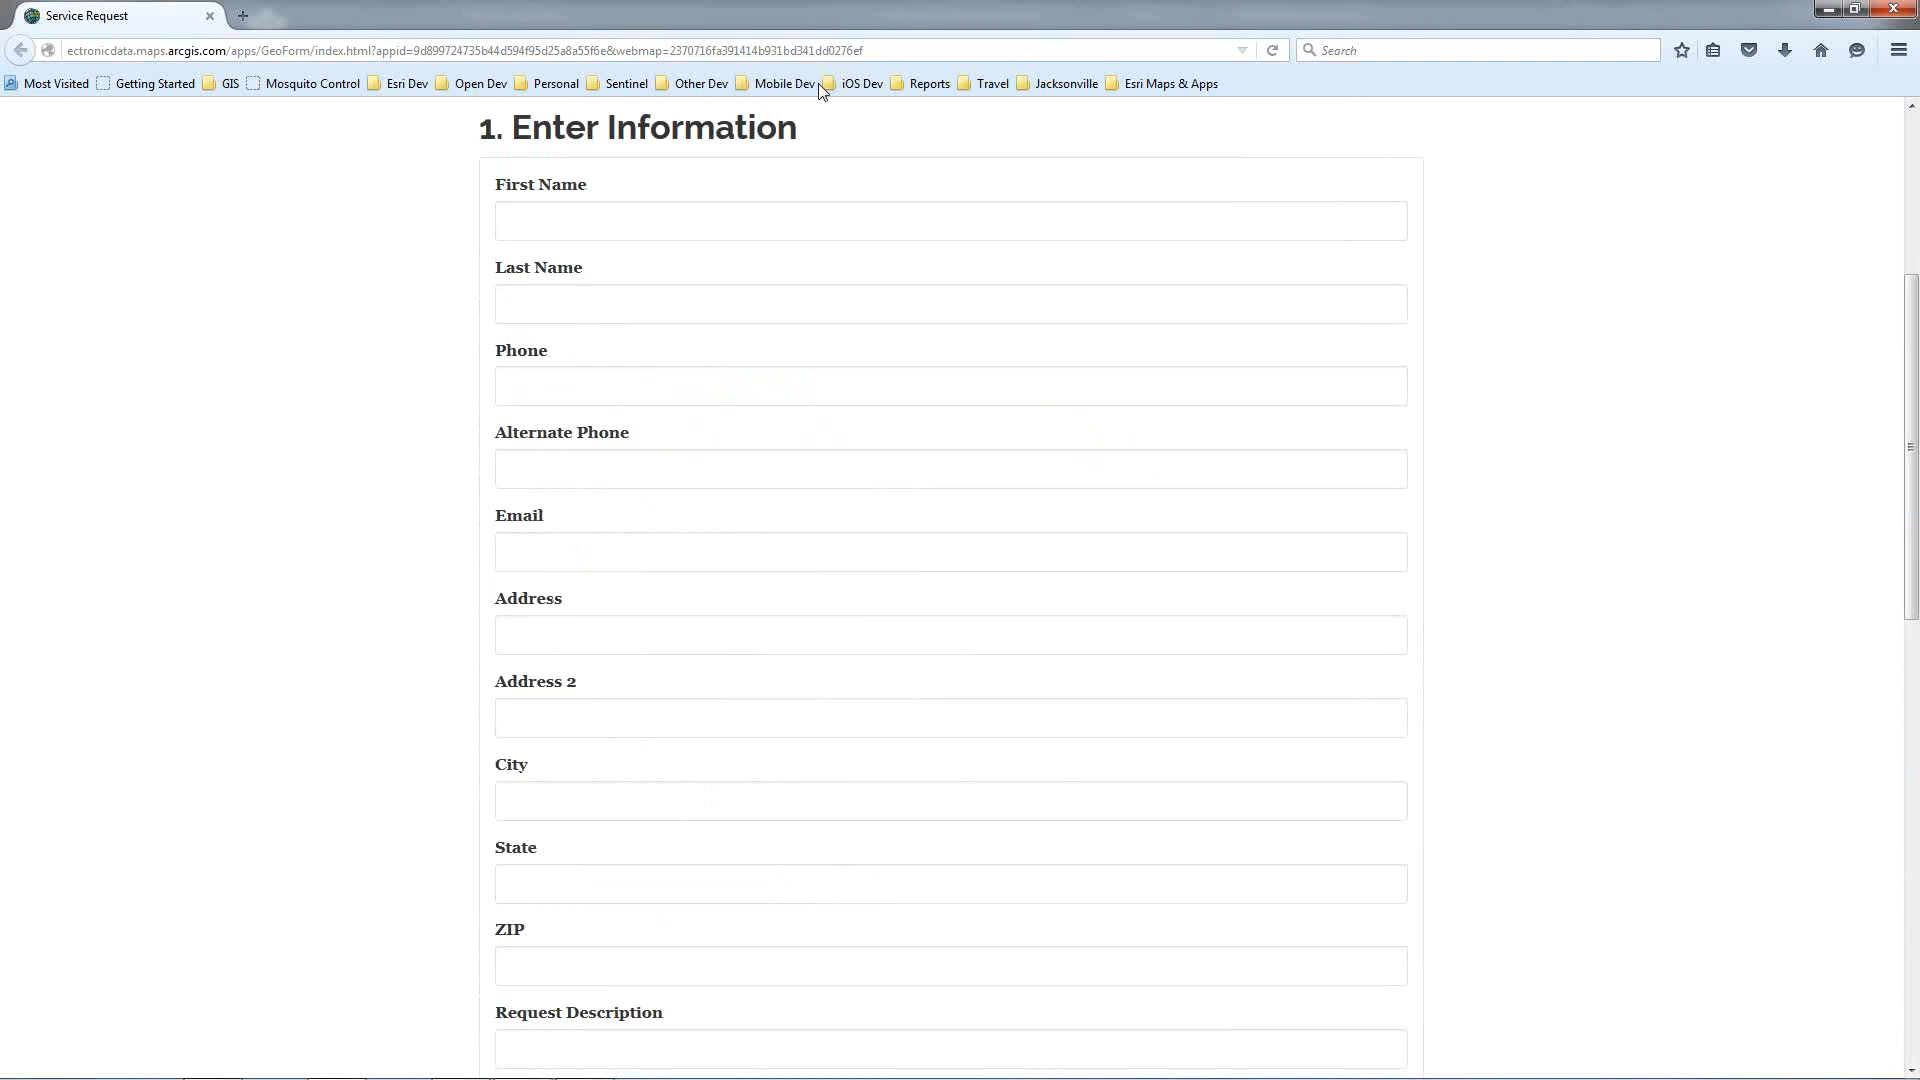 Service Request
ectronicdata.maps.arcgis.com/apps/GeoForm/index.html?appid=9d899724735b44d594f95d25a8a55f6e&webmap=2370716fa391414b931bd341dd0276ef
Search
Most Visited Getting Started GIS Mosquito Control Esri Dev Open Dev Personal Sentinel Other Dev Mobile Dev iOS Dev Reports Travel Jacksonville Esri Maps & Apps
1. Enter Information
First Name
Last Name
Phone
Alternate Phone
Email
Address
Address 2
City
State
ZIP
Request Description